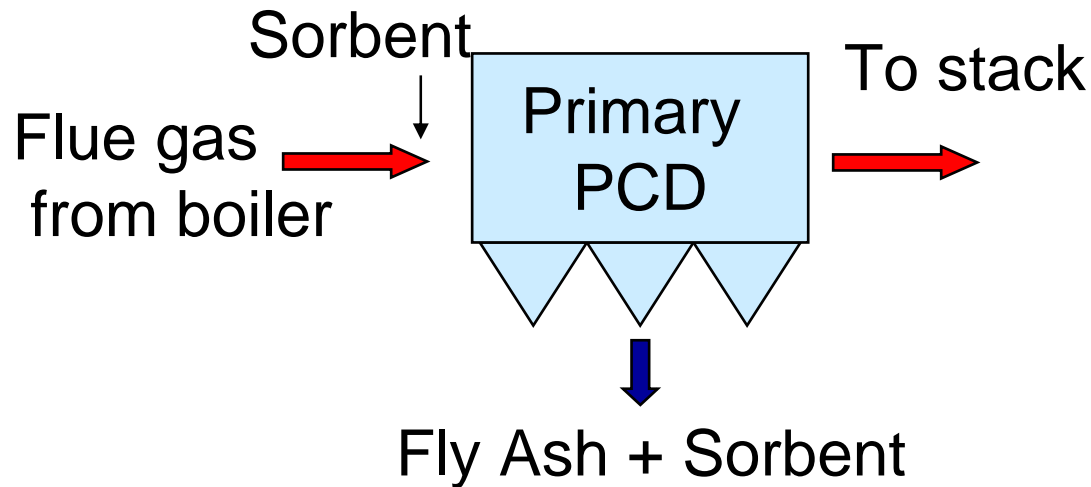 Sorbent
To stack
Primary
PCD
Flue gas
from boiler
Fly Ash + Sorbent